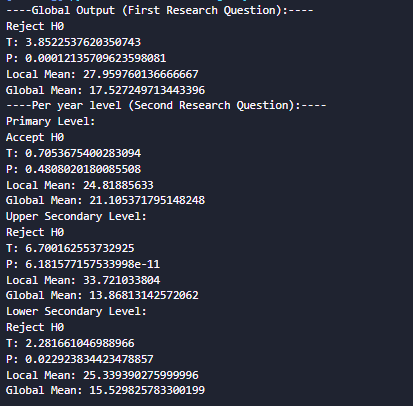 ----Global Output (First Research Question):----
Reject H0
T: 3.8522537620350743
P: 0.00012135709623598081
Local Mean: 27.959760136666667
Global Mean: 17.527249713443396
----Per year level (Second Research Question):----
Primary Level:
Accept H0
T: 0.7053675400283094
P: 0.4808020180085508
Local Mean: 24.81885633
Global Mean: 21.105371795148248
Upper Secondary Level:
Reject H0
T: 6.700162553732925
P: 6.181577157533998e-11
Local Mean: 33.721033804
Global Mean: 13.86813142572062
Lower Secondary Level:
Reject H0
T: 2.281661046988966
P: 0.022923834423478857
Local Mean: 25.339390275999996
Global Mean: 15.529825783300199